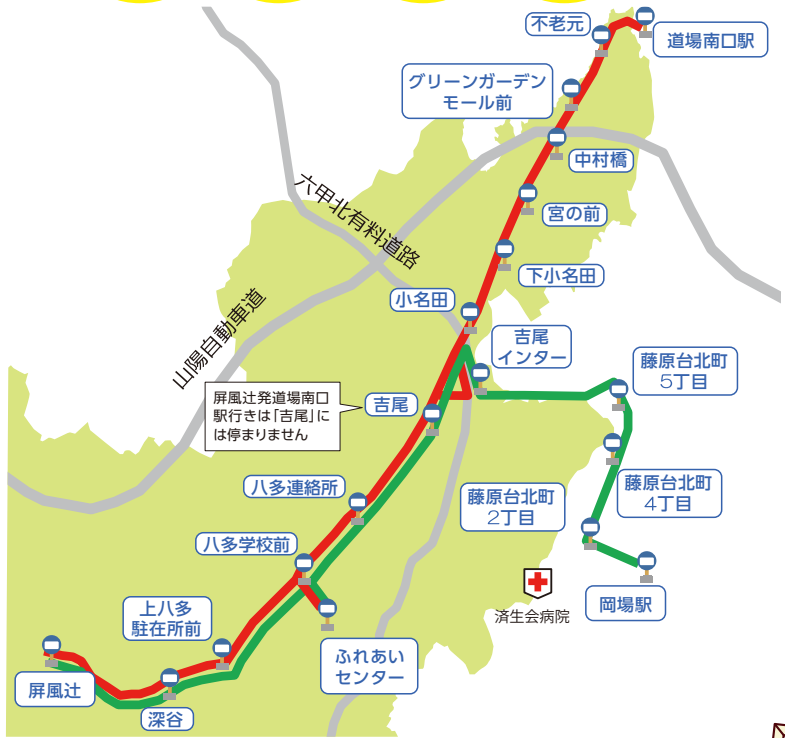 不老元
道場南口駅
グリーンガーデン
モール前
中村橋
六甲北有料道路
宮の前
下小名田
山陽自動車道
小名田
吉尾
インター
藤原台北町
5丁目
屏風辻発道場南口
駅行きは「吉尾」に
は停まりません
吉尾
八多連絡所
藤原台北町
2丁目
藤原台北町
4丁目
八多学校前
岡場駅
済生会病院
上八多
駐在所前
ふれあい
センター
屏風辻
深谷